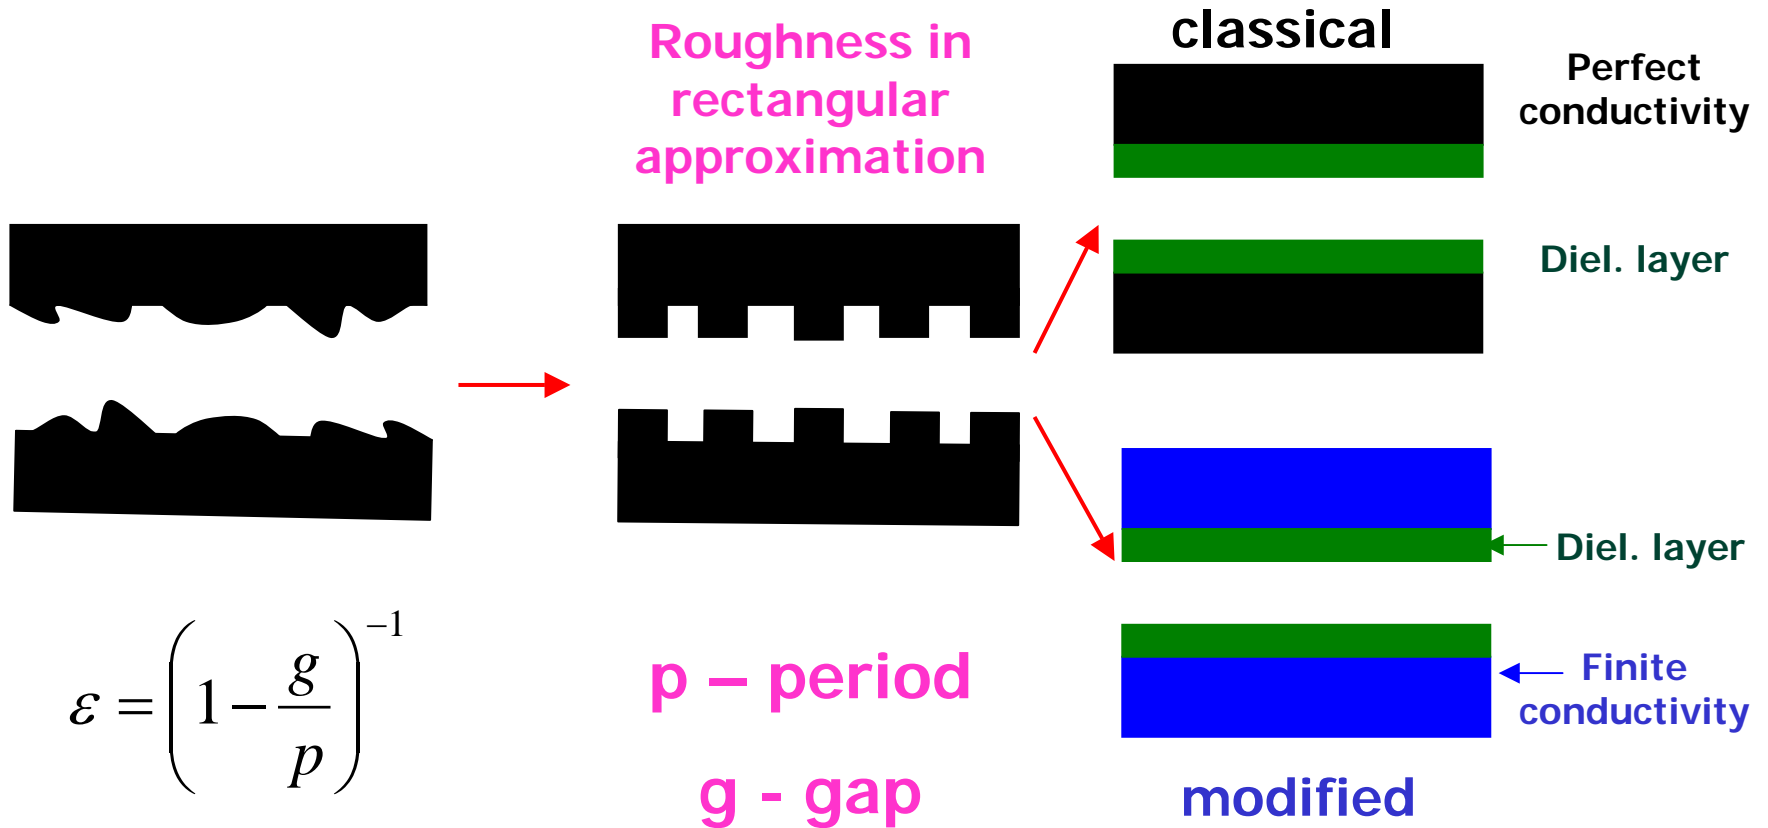 Roughness in
rectangular
approximation
classical
Perfect
conductivity
Diel. layer
Diel. layer
Finite
conductivity
modified
p – period
g - gap
ε = (1 − g/p)⁻¹